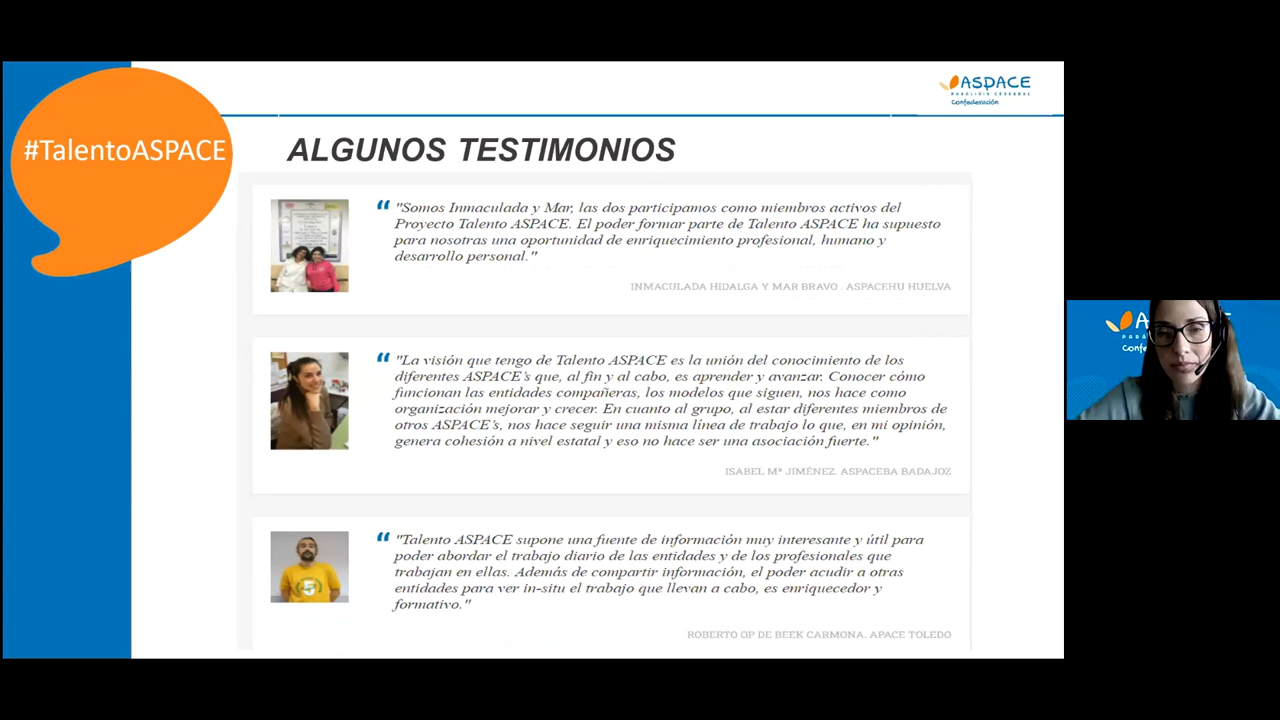 #TalentoASPACE
ASPACE
PARÁLISIS CEREBRAL
Confederación
ALGUNOS TESTIMONIOS
"Somos Inmaculada y Mar, las dos participamos como miembros activos del
Proyecto Talento ASPACE. El poder formar parte de Talento ASPACE ha supuesto
para nosotras una oportunidad de enriquecimiento profesional, humano y
desarrollo personal."
INMACULADA HIDALGA Y MAR BRAVO . ASPACEHU HUELVA
"La visión que tengo de Talento ASPACE es la unión del conocimiento de los
diferentes ASPACE's que, al fin y al cabo, es aprender y avanzar. Conocer cómo
funcionan las entidades compañeras, los modelos que siguen, nos hace como
organización mejorar y crecer. En cuanto al grupo, al estar diferentes miembros de
otros ASPACE's, nos hace seguir una misma línea de trabajo lo que, en mi opinión,
genera cohesión a nivel estatal y eso no hace ser una asociación fuerte."
ISABEL Mª JIMÉNEZ. ASPACEBA BADAJOZ
"Talento ASPACE supone una fuente de información muy interesante y útil para
poder abordar el trabajo diario de las entidades y de los profesionales que
trabajan en ellas. Además de compartir información, el poder acudir a otras
entidades para ver in-situ el trabajo que llevan a cabo, es enriquecedor y
formativo."
ROBERTO OP DE BEEK CARMONA. APACE TOLEDO